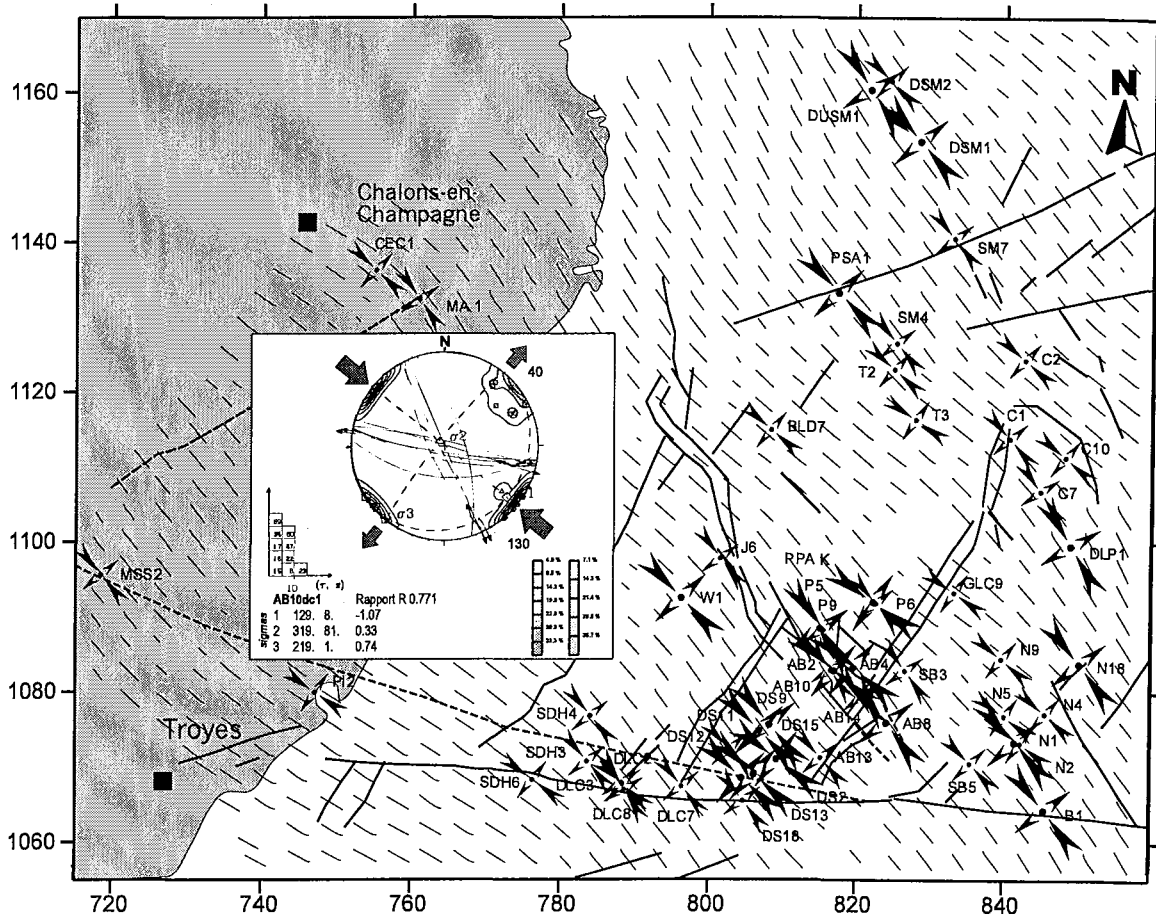 1160
1140
1120
1100
1080
1060
720
740
760
780
800
820
840
N
Chalons-en-
Champagne
Troyes
CEC1
MA 1
MSS2
P12
DSM2
DUSM1
DSM1
SM7
PSA1
SM4
T2
T3
C2
C1
C10
C7
DLP1
BLD7
J6
W1
RPA K
P5
P9
P6
GLC9
AB2
AB4
AB10
SB3
AB14
AB8
N9
N18
N5
N4
N1
N2
SB5
B1
DS9
DS11
DS12
DS15
AB13
DS2
DS13
DS18
SDH4
SDH3
SDH6
DLC3
DLC8
DLC7
N
40
σ2
σ3
130
(τ, s)
AB10dc1 Rapport R 0.771
sigmas
1 129. 8. -1.07
2 319. 81. 0.33
3 219. 1. 0.74